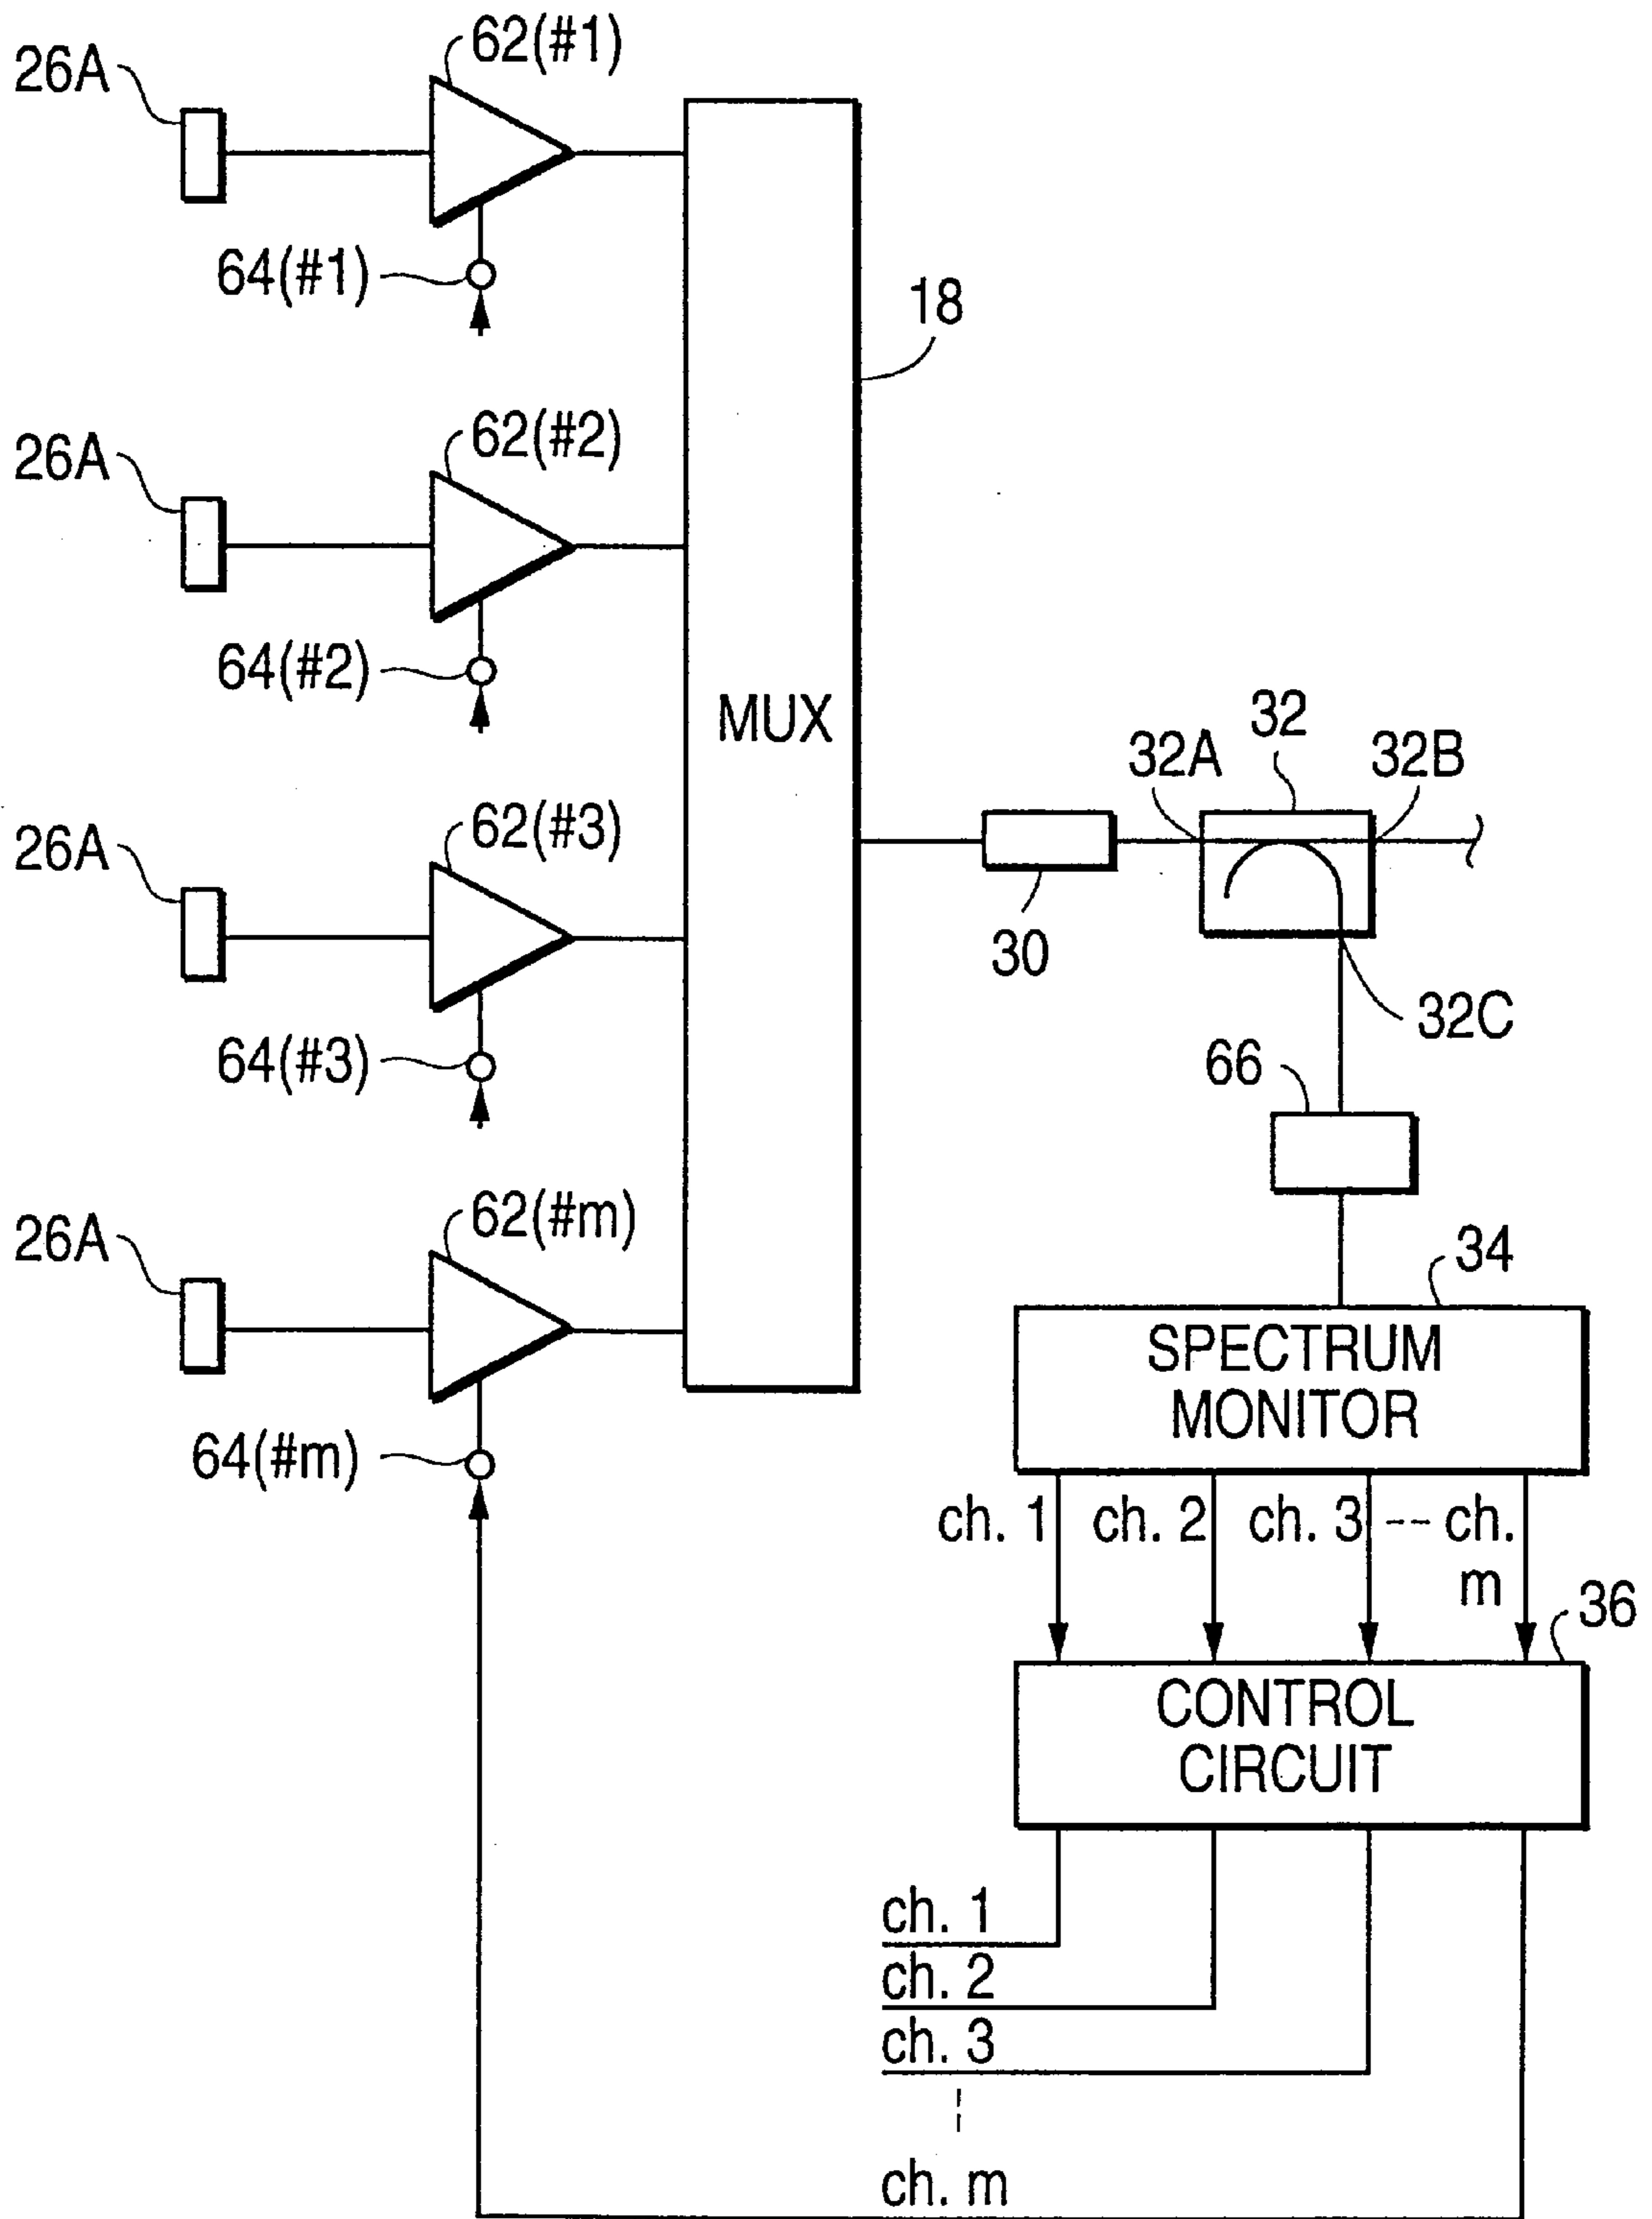 62(#1)
26A
64(#1)
18
62(#2)
26A
64(#2)
MUX
32
32A
32B
62(#3)
26A
30
32C
64(#3)
66
62(#m)
26A
34
SPECTRUM
MONITOR
64(#m)
ch. 1 ch. 2 ch. 3 -- ch.
m
36
CONTROL
CIRCUIT
ch. 1
ch. 2
ch. 3
ch. m